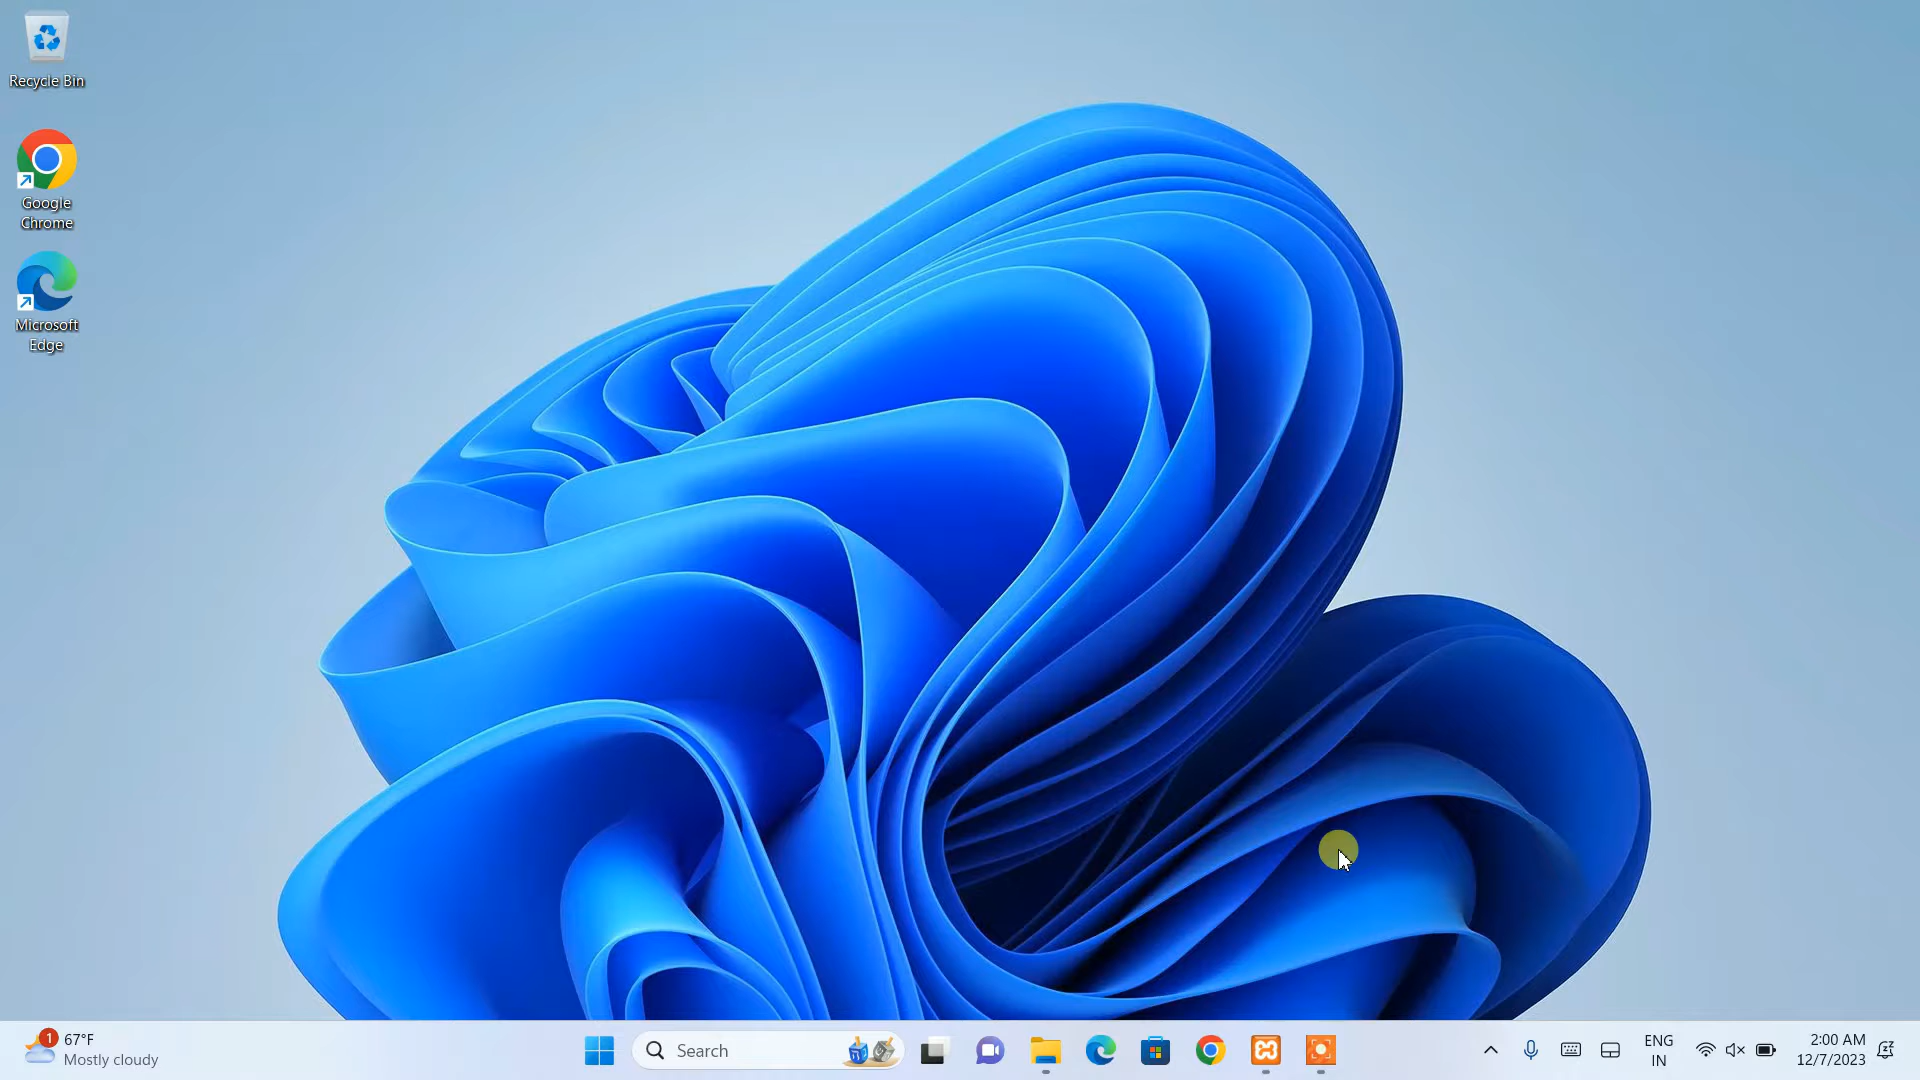 Recycle Bin
Google
Chrome
Microsoft
Edge
1
67°F
Mostly cloudy
Search
ENG
IN
2:00 AM
12/7/2023